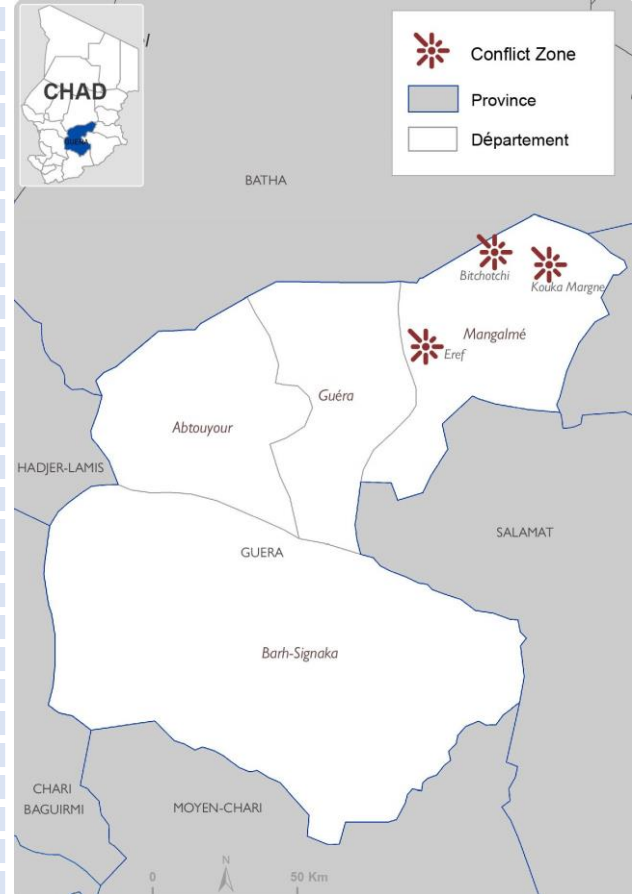 CHAD
GUERA
Conflict Zone
Province
Département
BATHA
Bitchotchi
Kouka Margne
Mangalmé
Eref
Guéra
Abtouyour
HADJER-LAMIS
SALAMAT
GUERA
Barh-Signaka
CHARI
BAGUIRMI
MOYEN-CHARI
N
0
50 Km